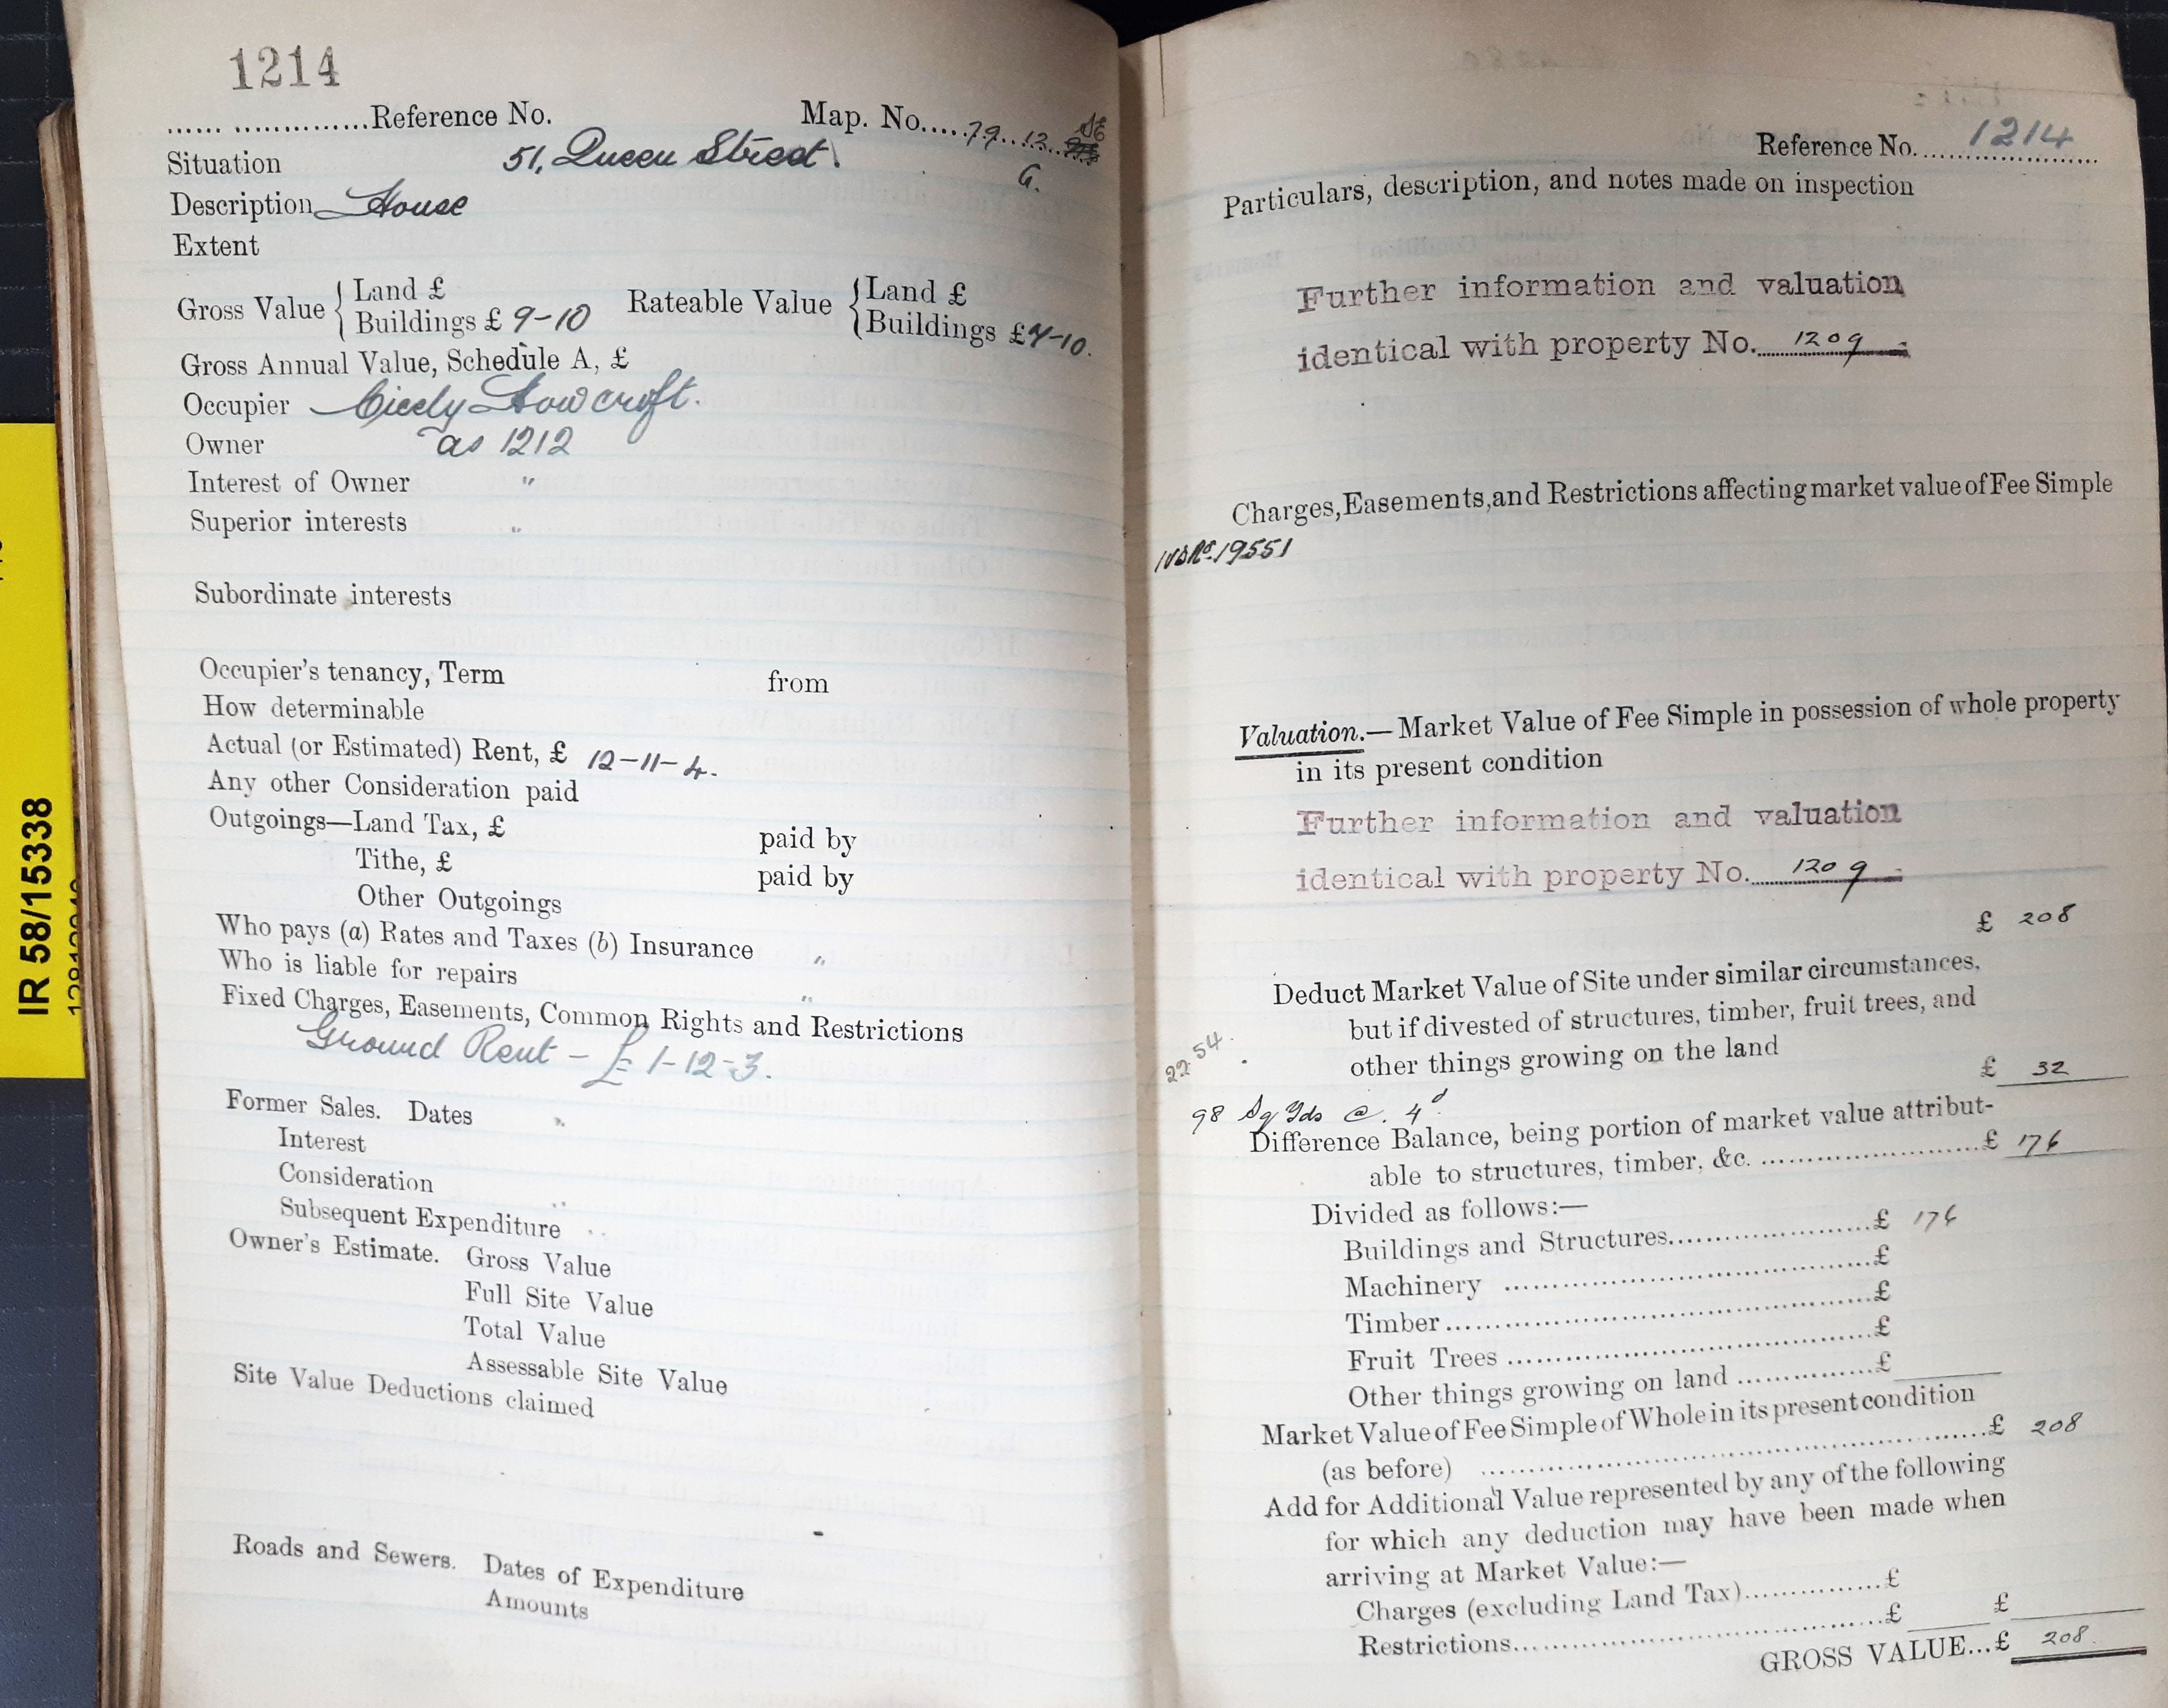 1214
...... ...............Reference No.
Map. No.....79..12...
SE
G.
Situation 51, Queen Street.
Description House
Extent
Gross Value { Land £
Buildings £ 9-10
Rateable Value { Land £
Buildings £7-10.
Gross Annual Value, Schedule A, £
Occupier Cicely Howcroft.
Owner as 1212
Interest of Owner "
Superior interests "
Subordinate interests
Occupier's tenancy, Term from
How determinable
Actual (or Estimated) Rent, £ 12-11-4.
Any other Consideration paid
Outgoings—Land Tax, £ paid by
Tithe, £ paid by
Other Outgoings
Who pays (a) Rates and Taxes (b) Insurance "
Who is liable for repairs "
Fixed Charges, Easements, Common Rights and Restrictions
Ground Rent - £1-12-3.
Former Sales. Dates "
Interest
Consideration
Subsequent Expenditure "
Owner's Estimate. Gross Value
Full Site Value
Total Value
Assessable Site Value
Site Value Deductions claimed
Roads and Sewers. Dates of Expenditure
Amounts
IR 58/15338
Reference No. 1214
Particulars, description, and notes made on inspection
Further information and valuation
identical with property No. 1209
Charges, Easements, and Restrictions affecting market value of Fee Simple
19551
Valuation.—Market Value of Fee Simple in possession of whole property
in its present condition
Further information and valuation
identical with property No. 1209
£ 208
Deduct Market Value of Site under similar circumstances,
but if divested of structures, timber, fruit trees, and
other things growing on the land
£ 32
22.54.
98 Sq Yds @. 4d
Difference Balance, being portion of market value attribut-
able to structures, timber, &c. ........................£ 176
Divided as follows:—
Buildings and Structures......................£ 176
Machinery ......................................£
Timber...........................................£
Fruit Trees ......................................£
Other things growing on land ...............£
Market Value of Fee Simple of Whole in its present condition
(as before) ......................................................£ 208
Add for Additional Value represented by any of the following
for which any deduction may have been made when
arriving at Market Value:—
Charges (excluding Land Tax)...............£
Restrictions.......................................£ £
GROSS VALUE...£ 208